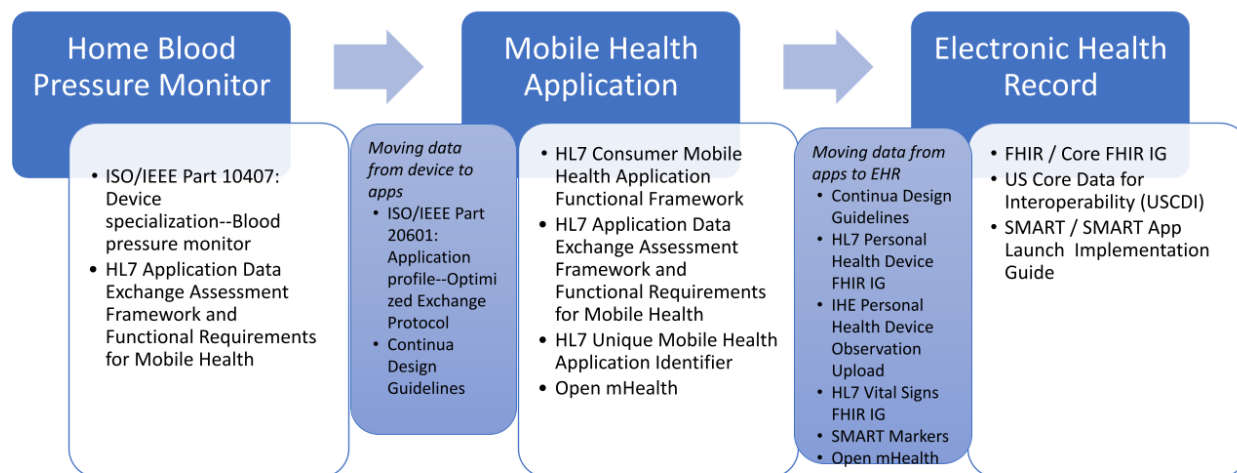 Home Blood
Pressure Monitor
• ISO/IEEE Part 10407:
Device
specialization--Blood
pressure monitor
• HL7 Application Data
Exchange Assessment
Framework and
Functional Requirements
for Mobile Health
Moving data
from device to
apps
• ISO/IEEE Part
20601:
Application
profile--Optimi
zed Exchange
Protocol
• Continua
Design
Guidelines
Mobile Health
Application
• HL7 Consumer Mobile
Health Application
Functional Framework
• HL7 Application Data
Exchange Assessment
Framework and
Functional Requirements
for Mobile Health
• HL7 Unique Mobile Health
Application Identifier
• Open mHealth
Moving data from
apps to EHR
• Continua Design
Guidelines
• HL7 Personal
Health Device
FHIR IG
• IHE Personal
Health Device
Observation
Upload
• HL7 Vital Signs
FHIR IG
• SMART Markers
• Open mHealth
Electronic Health
Record
• FHIR / Core FHIR IG
• US Core Data for
Interoperability (USCDI)
• SMART / SMART App
Launch Implementation
Guide